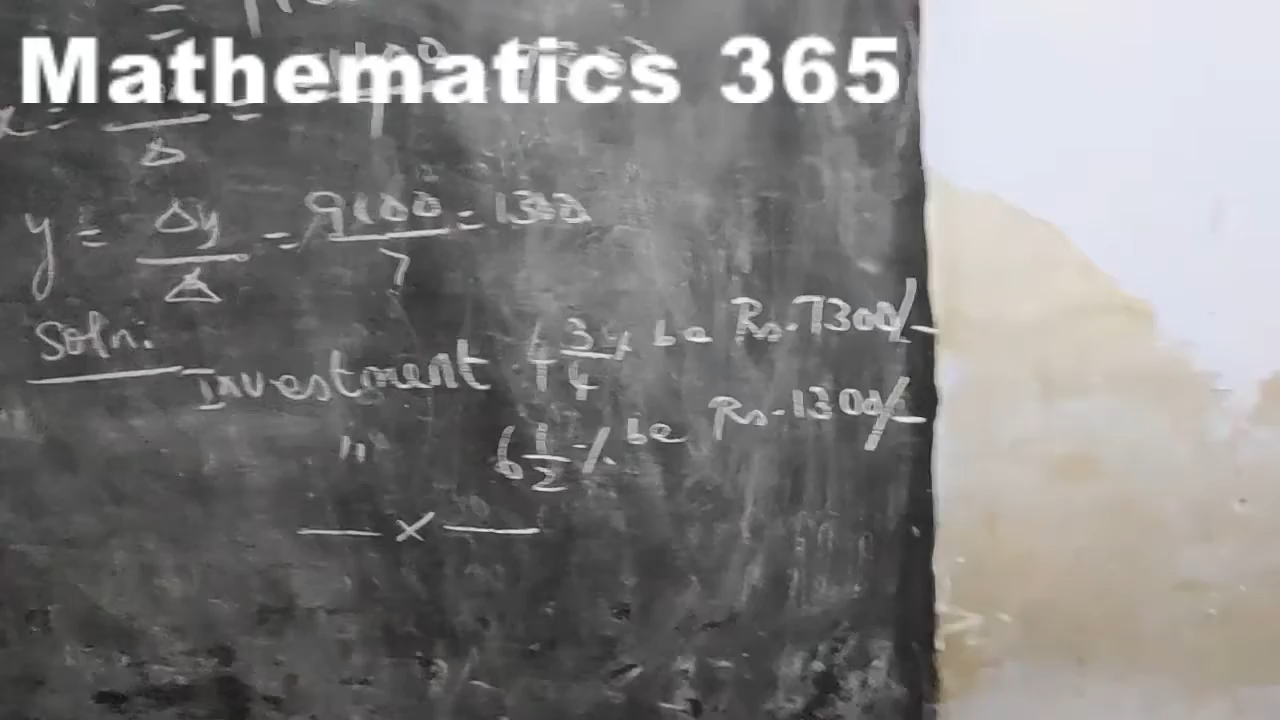 Mathematics 365
y = Δy/Δ = 9100/7 = 1300
Soln:
Investment 4 3/4 % be Rs. 7300/-
" 6 1/2 % be Rs. 1300/-
— x —